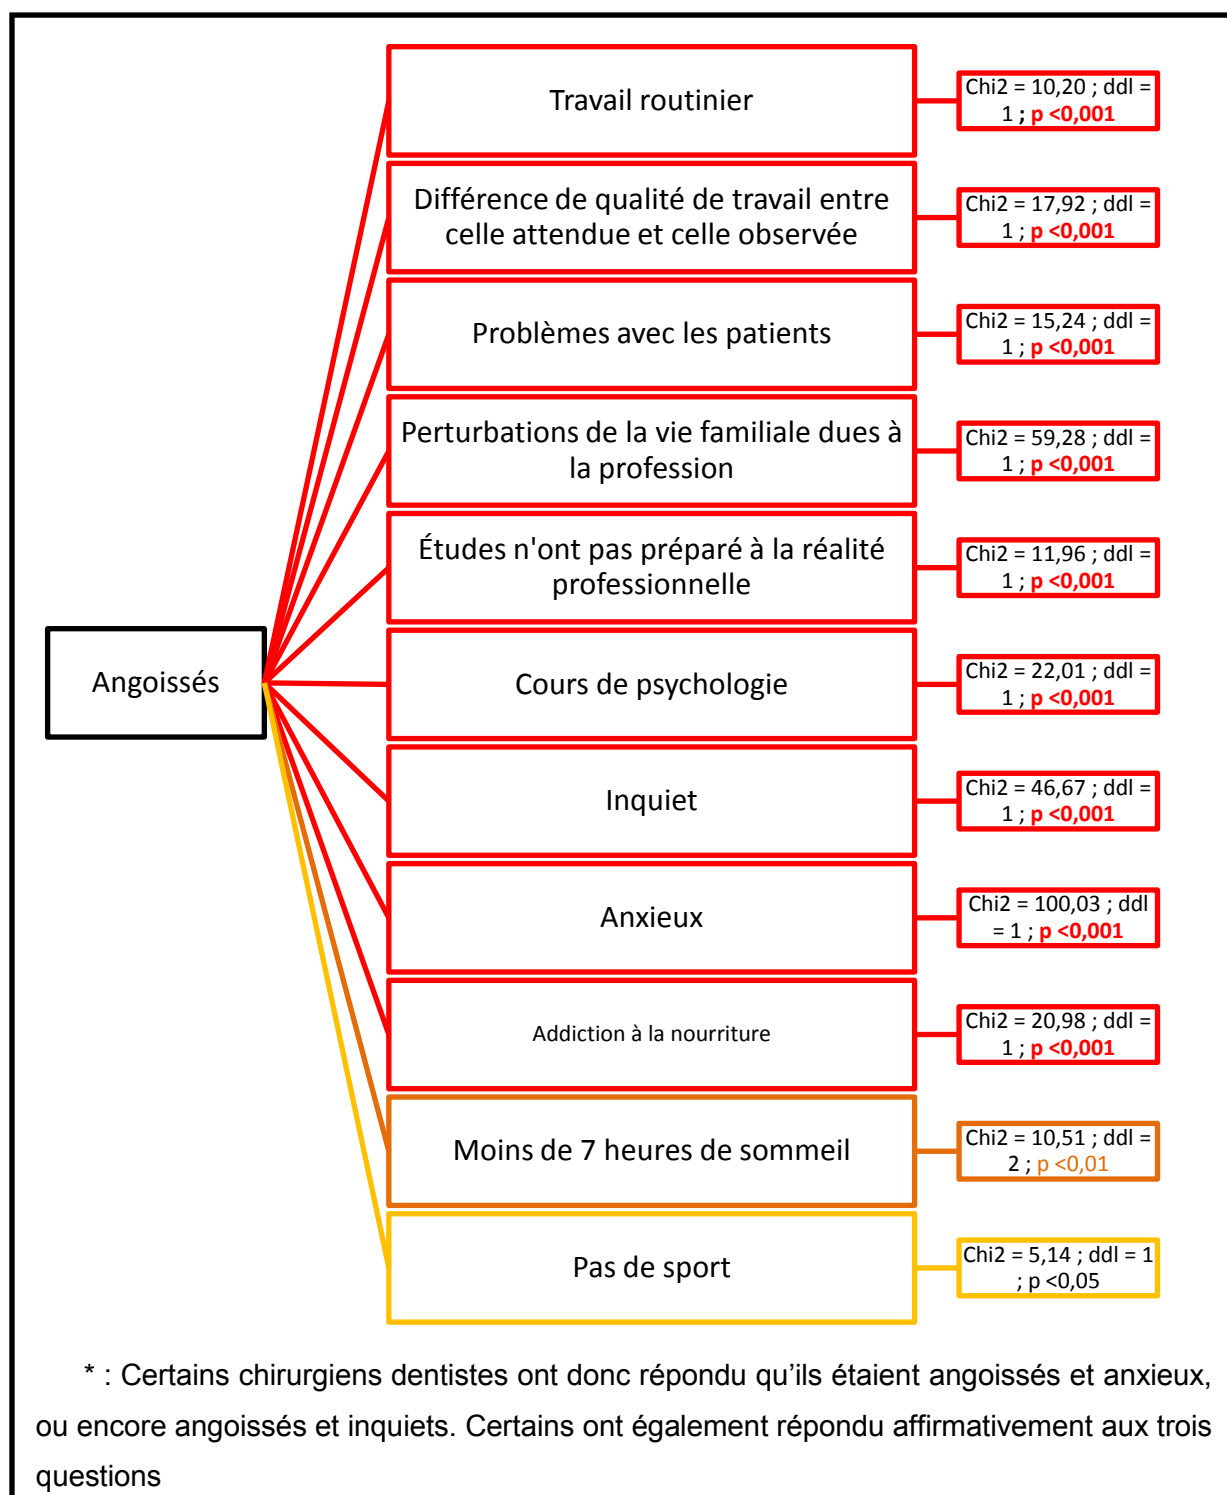 Travail routinier
Chi2 = 10,20 ; ddl =
1 ; p <0,001
Différence de qualité de travail entre
celle attendue et celle observée
Chi2 = 17,92 ; ddl =
1 ; p <0,001
Problèmes avec les patients
Chi2 = 15,24 ; ddl =
1 ; p <0,001
Perturbations de la vie familiale dues à
la profession
Chi2 = 59,28 ; ddl =
1 ; p <0,001
Études n'ont pas préparé à la réalité
professionnelle
Chi2 = 11,96 ; ddl =
1 ; p <0,001
Angoissés
Cours de psychologie
Chi2 = 22,01 ; ddl =
1 ; p <0,001
Inquiet
Chi2 = 46,67 ; ddl =
1 ; p <0,001
Anxieux
Chi2 = 100,03 ; ddl
= 1 ; p <0,001
Addiction à la nourriture
Chi2 = 20,98 ; ddl =
1 ; p <0,001
Moins de 7 heures de sommeil
Chi2 = 10,51 ; ddl =
2 ; p <0,01
Pas de sport
Chi2 = 5,14 ; ddl = 1
; p <0,05
* : Certains chirurgiens dentistes ont donc répondu qu’ils étaient angoissés et anxieux,
ou encore angoissés et inquiets. Certains ont également répondu affirmativement aux trois
questions